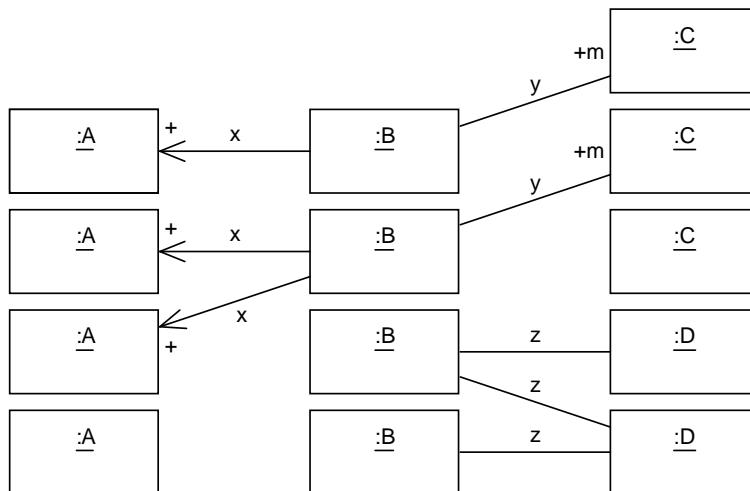 :C
+m
y
:A
+
x
:B
:C
+m
y
:A
+
x
:B
:C
x
:A
+
:B
z
:D
z
:A
:B
z
:D